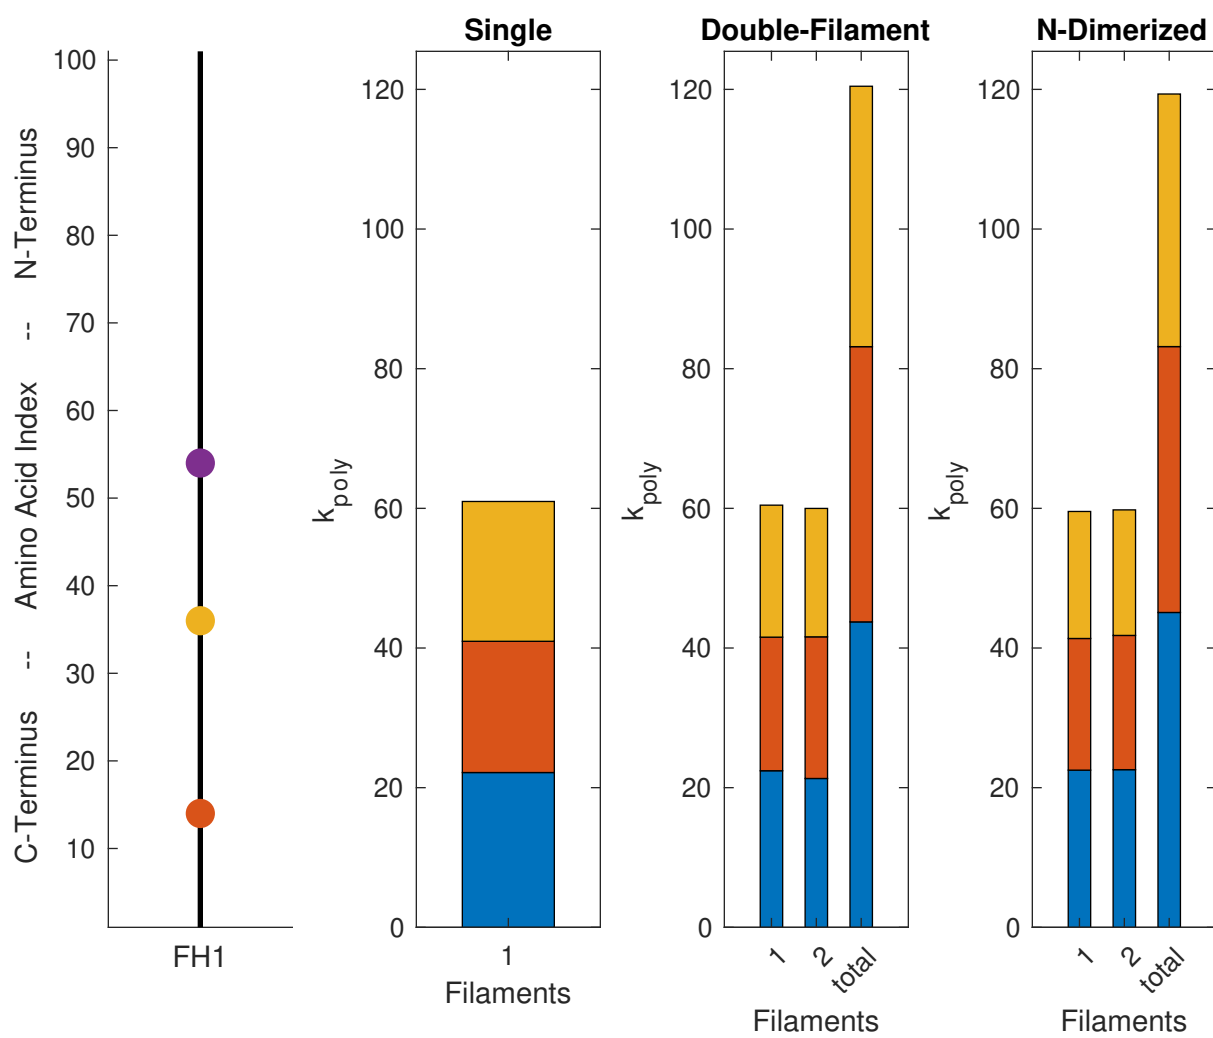 Single
Double-Filament
N-Dimerized
C-Terminus -- Amino Acid Index -- N-Terminus
100
90
80
70
60
50
40
30
20
10
FH1
k_poly
120
100
80
60
40
20
0
1
Filaments
k_poly
120
100
80
60
40
20
0
1
2
total
Filaments
k_poly
120
100
80
60
40
20
0
1
2
total
Filaments